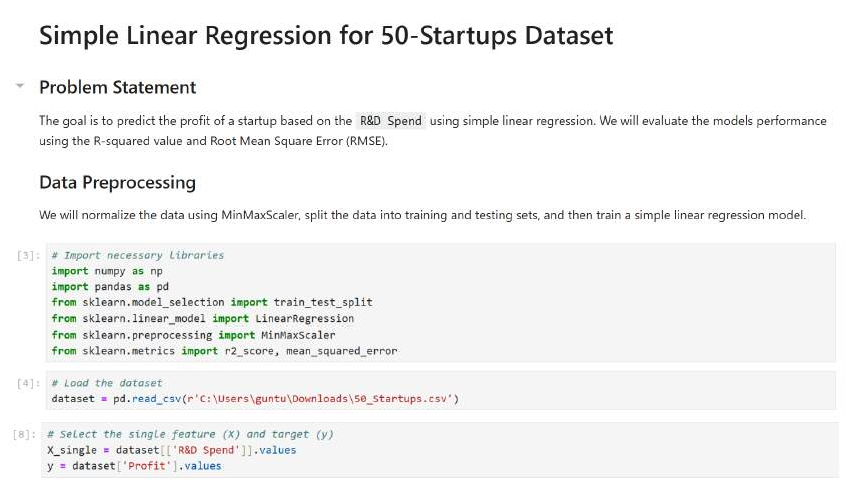 Simple Linear Regression for 50-Startups Dataset
Problem Statement
The goal is to predict the profit of a startup based on the R&D Spend using simple linear regression. We will evaluate the models performance
using the R-squared value and Root Mean Square Error (RMSE).
Data Preprocessing
We will normalize the data using MinMaxScaler, split the data into training and testing sets, and then train a simple linear regression model.
[3]: # Import necessary libraries
import numpy as np
import pandas as pd
from sklearn.model_selection import train_test_split
from sklearn.linear_model import LinearRegression
from sklearn.preprocessing import MinMaxScaler
from sklearn.metrics import r2_score, mean_squared_error
[4]: # Load the dataset
dataset = pd.read_csv(r'C:\Users\guntu\Downloads\50_Startups.csv')
[8]: # Select the single feature (X) and target (y)
X_single = dataset[['R&D Spend']].values
y = dataset['Profit'].values